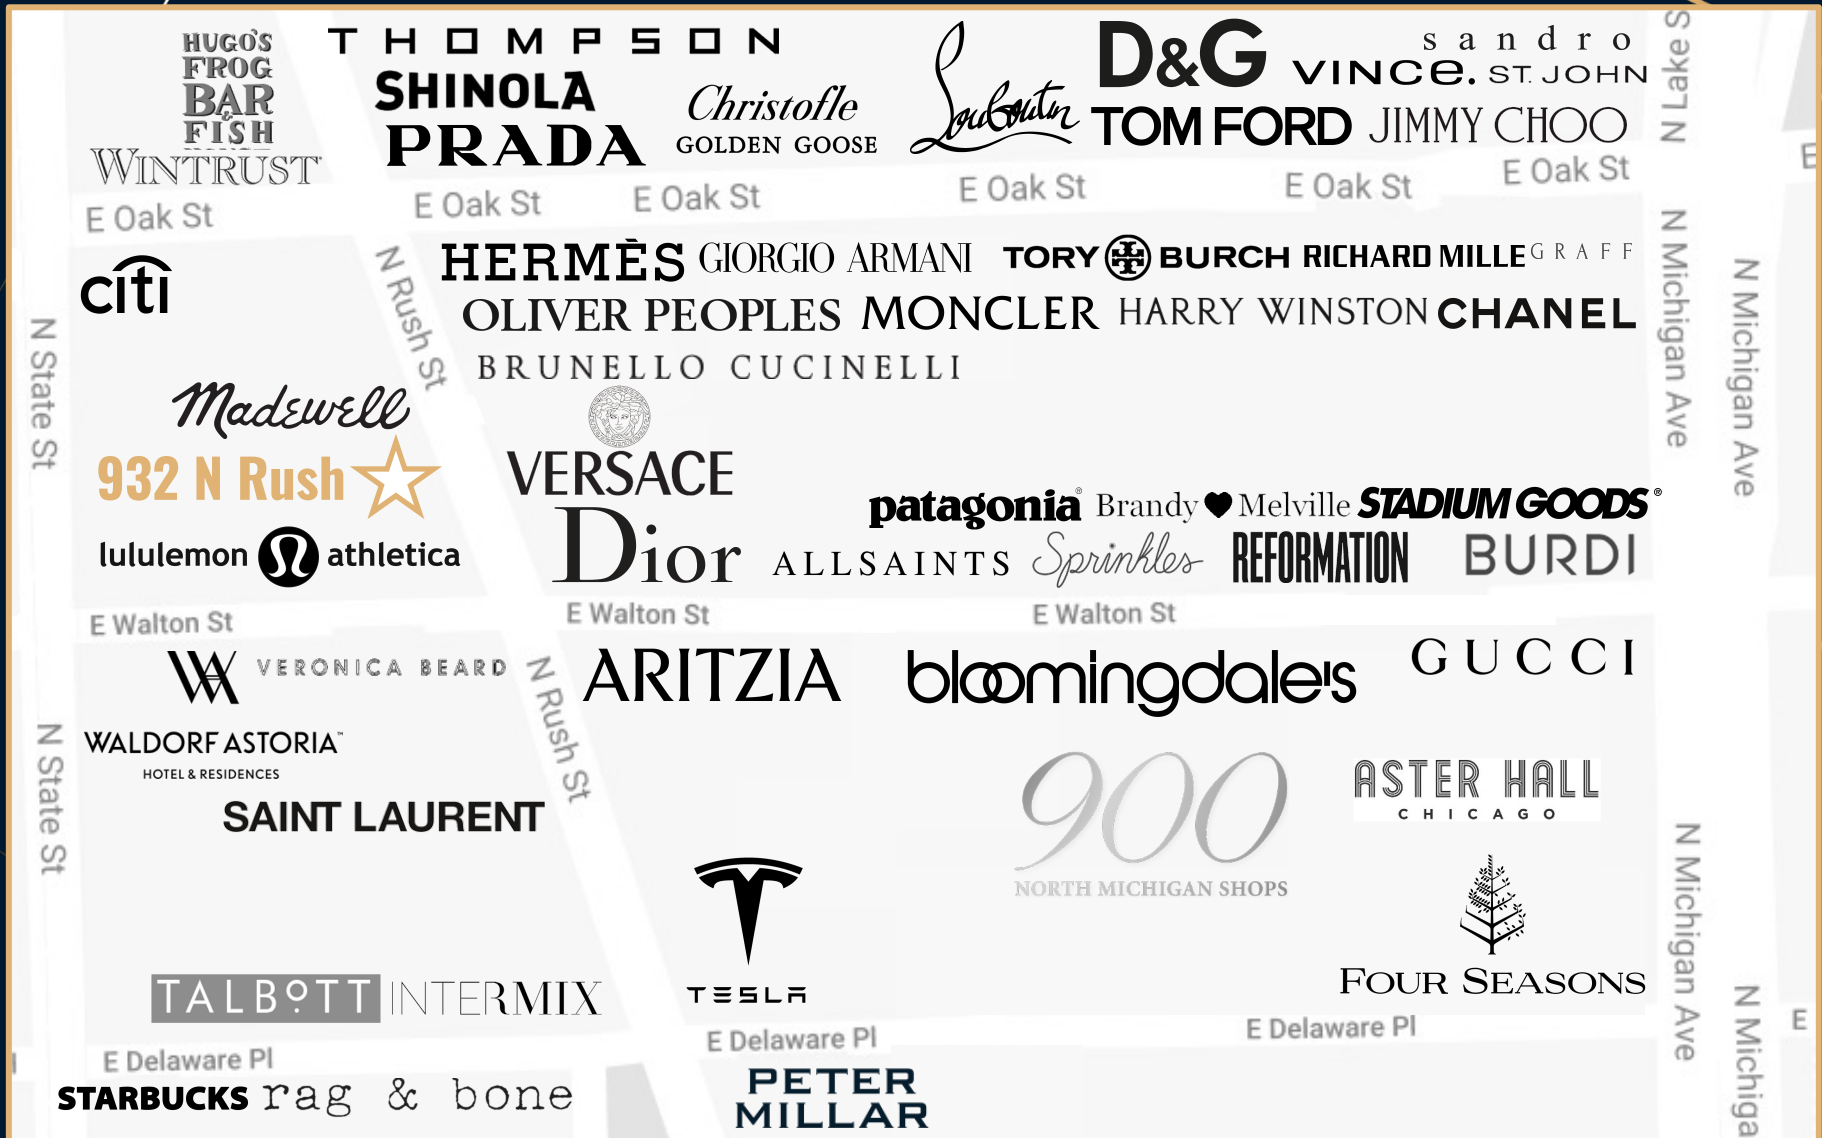 HUGO'S
FROG
BAR
&
FISH
WINTRUST
THOMPSON
SHINOLA
PRADA
Christofle
GOLDEN GOOSE
Louboutin
D&G
sandro
VINCE. ST. JOHN
TOM FORD JIMMY CHOO
N Lake S
E Oak St
E Oak St
E Oak St
E Oak St
E Oak St
E Oak St
E
citi
N Rush St
HERMÈS GIORGIO ARMANI TORY BURCH RICHARD MILLE GRAFF
OLIVER PEOPLES MONCLER HARRY WINSTON CHANEL
BRUNELLO CUCINELLI
N State St
N Michigan Ave
N Michigan Ave
Madewell
932 N Rush
lululemon athletica
VERSACE
Dior
patagonia® Brandy Melville STADIUM GOODS®
ALLSAINTS Sprinkles REFORMATION BURDI
E Walton St
E Walton St
E Walton St
VERONICA BEARD
N Rush St
ARITZIA
bloomingdale's
GUCCI
WALDORF ASTORIA™
HOTEL & RESIDENCES
SAINT LAURENT
N State St
900
NORTH MICHIGAN SHOPS
ASTER HALL
CHICAGO
TESLA
FOUR SEASONS
N Michigan Ave
N Michiga
TALBOTT INTERMIX
E Delaware Pl
E Delaware Pl
E Delaware Pl
E
STARBUCKS rag & bone
PETER
MILLAR